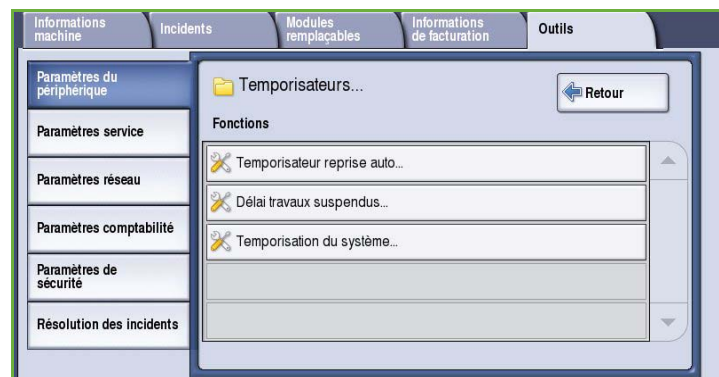 Informations
machine
Incidents
Modules
remplaçables
Informations
de facturation
Outils
Paramètres du
périphérique
Paramètres service
Paramètres réseau
Paramètres comptabilité
Paramètres de
sécurité
Résolution des incidents
Temporisateurs...
Retour
Fonctions
Temporisateur reprise auto...
Délai travaux suspendus...
Temporisation du système...